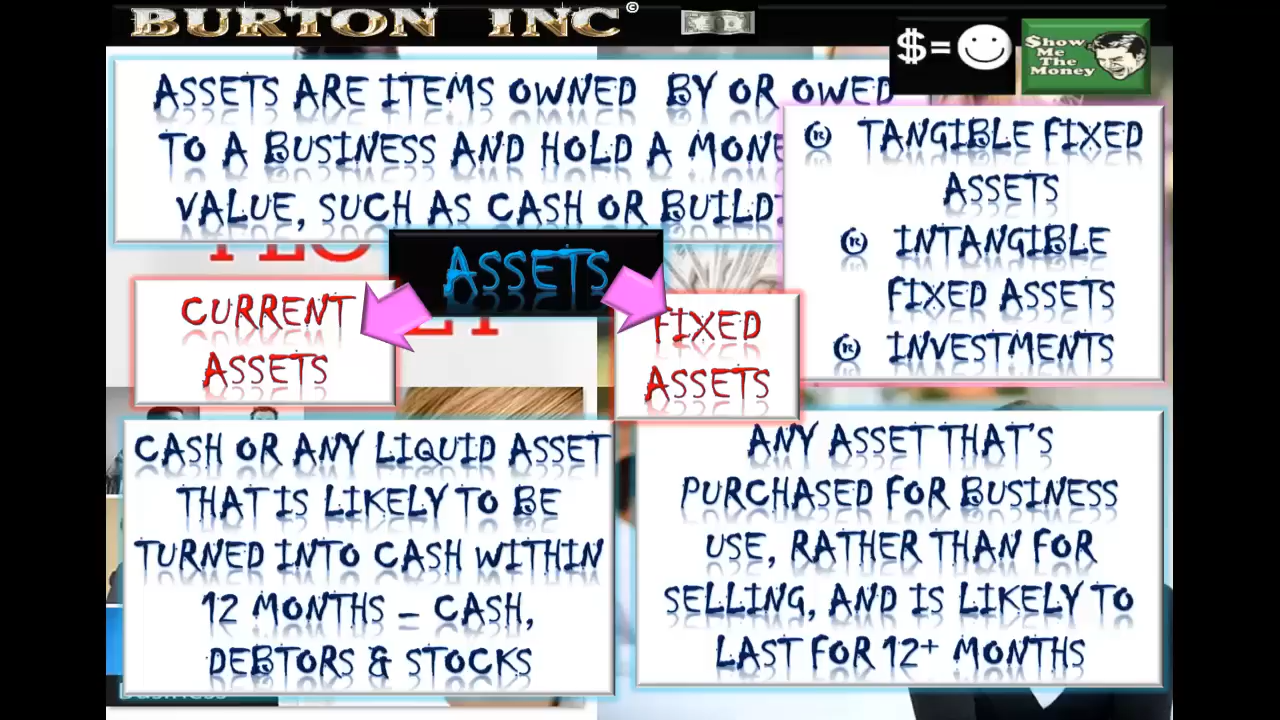 BURTON INC ©
$ =
Show
Me
The
Money
ASSETS ARE ITEMS OWNED BY OR OWED
TO A BUSINESS AND HOLD A MONE
VALUE, SUCH AS CASH OR BUILDI
® TANGIBLE FIXED
ASSETS
® INTANGIBLE
FIXED ASSETS
® INVESTMENTS
ASSETS
CURRENT
ASSETS
FIXED
ASSETS
CASH OR ANY LIQUID ASSET
THAT IS LIKELY TO BE
TURNED INTO CASH WITHIN
12 MONTHS – CASH,
DEBTORS & STOCKS
ANY ASSET THAT'S
PURCHASED FOR BUSINESS
USE, RATHER THAN FOR
SELLING, AND IS LIKELY TO
LAST FOR 12+ MONTHS